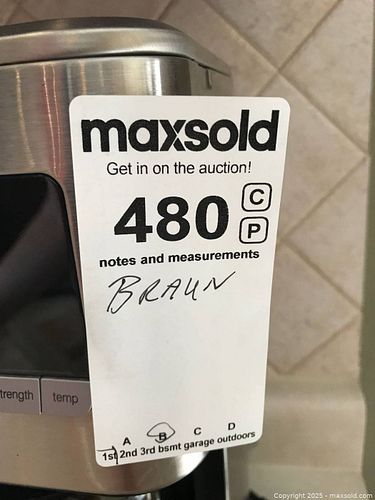 maxsold
Get in on the auction!
480 C P
notes and measurements
BRAUN
trength temp
A B C D
1st 2nd 3rd bsmt garage outdoors
Copyright 2025 - maxsold.com